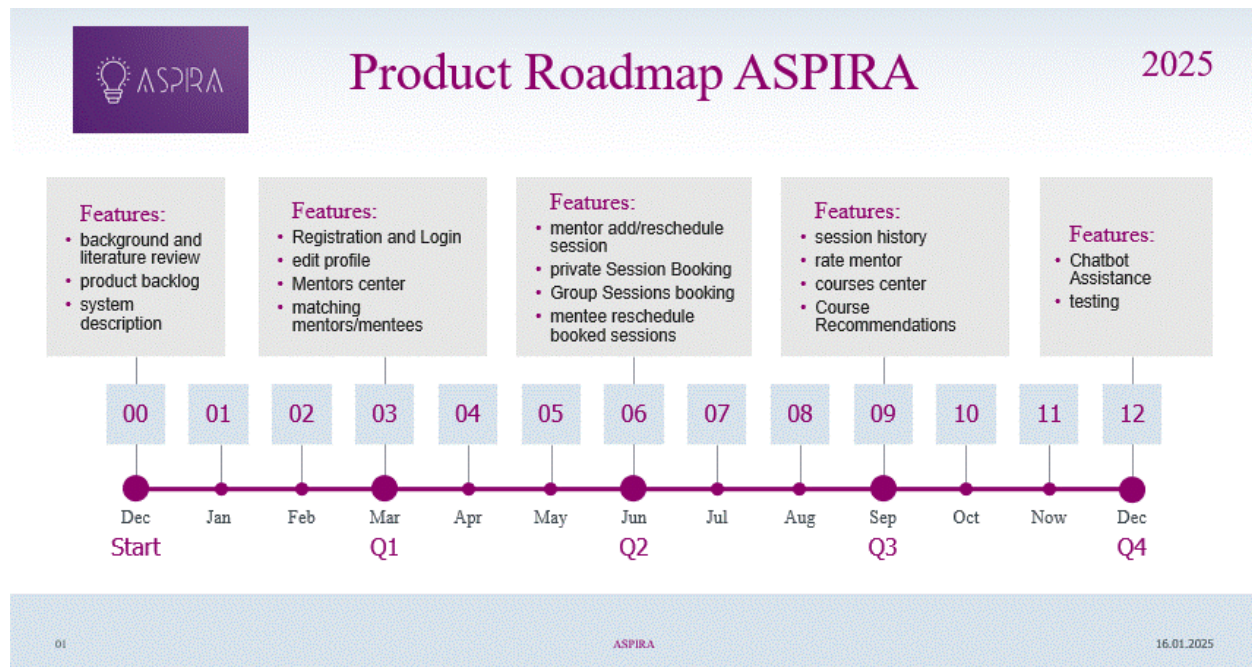 ASPIRA
Product Roadmap ASPIRA
2025
Features:
• background and
literature review
• product backlog
• system
description
Features:
• Registration and Login
• edit profile
• Mentors center
• matching
mentors/mentees
Features:
• mentor add/reschedule
session
• private Session Booking
• Group Sessions booking
• mentee reschedule
booked sessions
Features:
• session history
• rate mentor
• courses center
• Course
Recommendations
Features:
• Chatbot
Assistance
• testing
00 01 02 03 04 05 06 07 08 09 10 11 12
Dec Jan Feb Mar Apr May Jun Jul Aug Sep Oct Now Dec
Start Q1 Q2 Q3 Q4
01 ASPIRA 16.01.2025